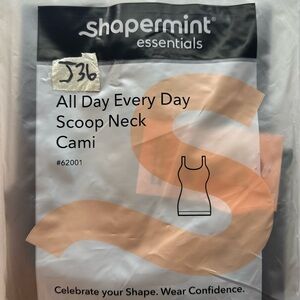 shapermint®
essentials
J36
All Day Every Day
Scoop Neck
Cami
#62001
Celebrate your Shape. Wear Confidence.